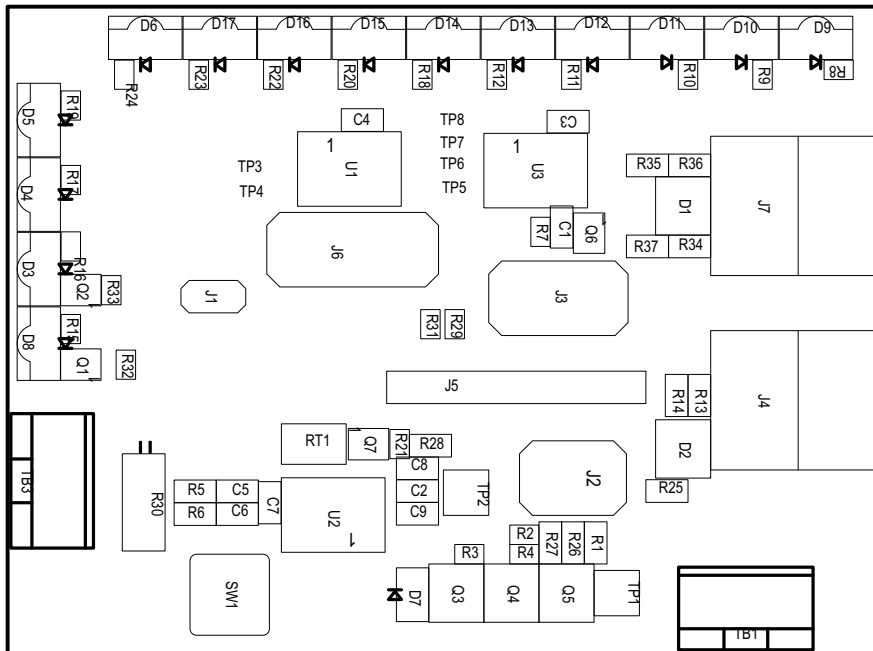 D6 D17 D16 D15 D14 D13 D12 D11 D10 D9
R24 R23 R22 R20 R18 R12 R11 R10 R9 R8
D5 R19 C4 TP8 C3
TP7
1 U1 1 U3
TP3 TP6 R35 R36
D4 R17 TP4 TP5 D1 J7
R7 C1 Q6
R37 R34
D3 R16 J6
Q2 1 R33 J1 J3
D8 R15 R31 R29
Q1 1 R32
J5 R14 R13 J4
RT1 Q7 1 R21 R28 D2
C8
TB3 R30 R5 C5 C7 U2 1 C2 TP2 J2 R25
R6 C6 C9
R2 R27 R26 R1
R3 R4
SW1 D7 Q3 Q4 Q5 TP1
TB1